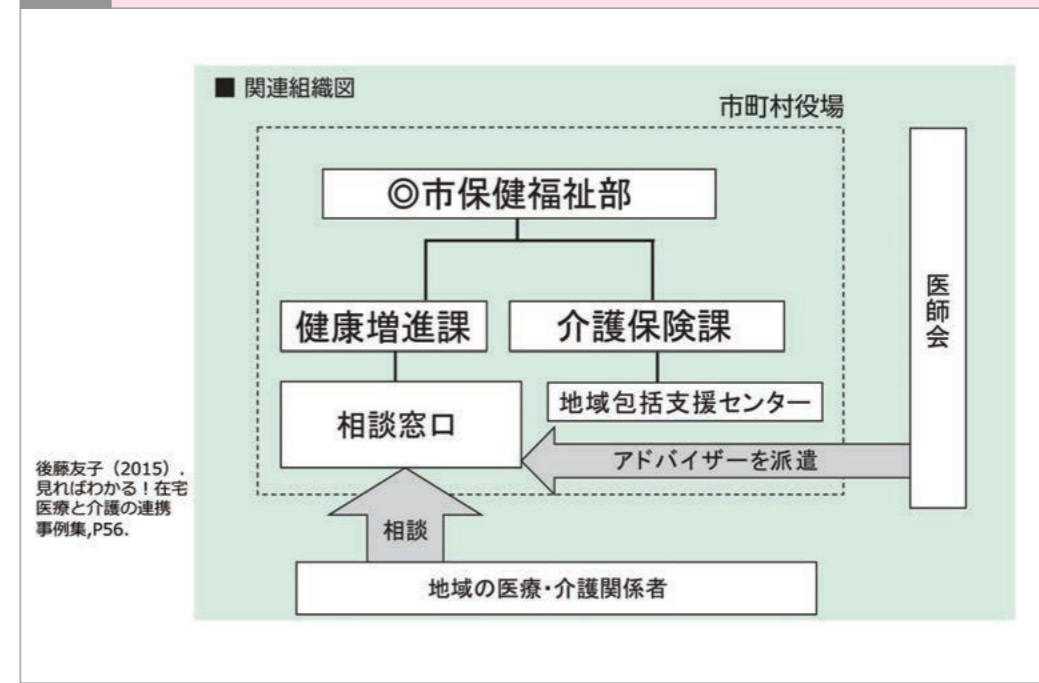 ■ 関連組織図
市町村役場
◎市保健福祉部
健康増進課
介護保険課
医師会
相談窓口
地域包括支援センター
アドバイザーを派遣
相談
地域の医療・介護関係者
後藤友子（2015）.
見ればわかる！在宅
医療と介護の連携
事例集,P56.